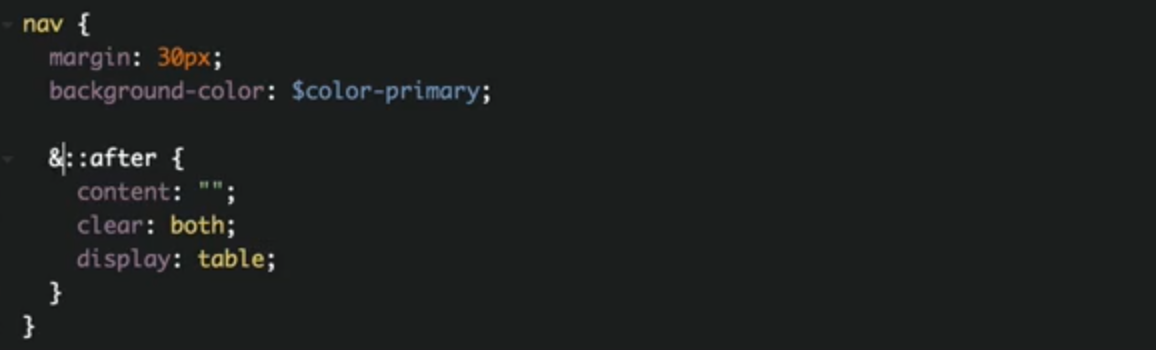 nav {
margin: 30px;
background-color: $color-primary;
&::after {
content: "";
clear: both;
display: table;
}
}